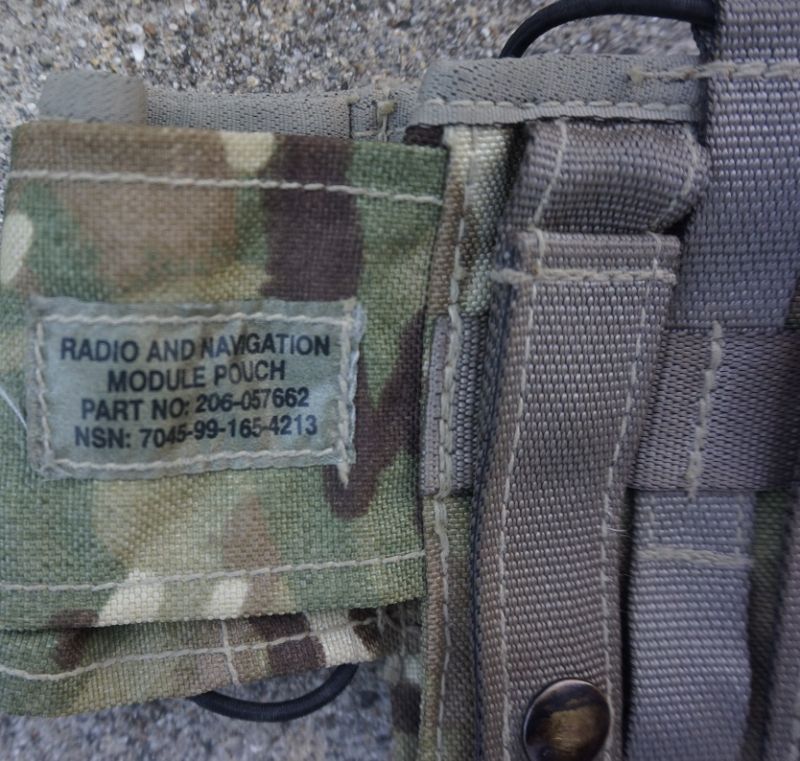 RADIO AND NAVIGATION
MODULE POUCH
PART NO: 206-057662
NSN: 7045-99-165-4213